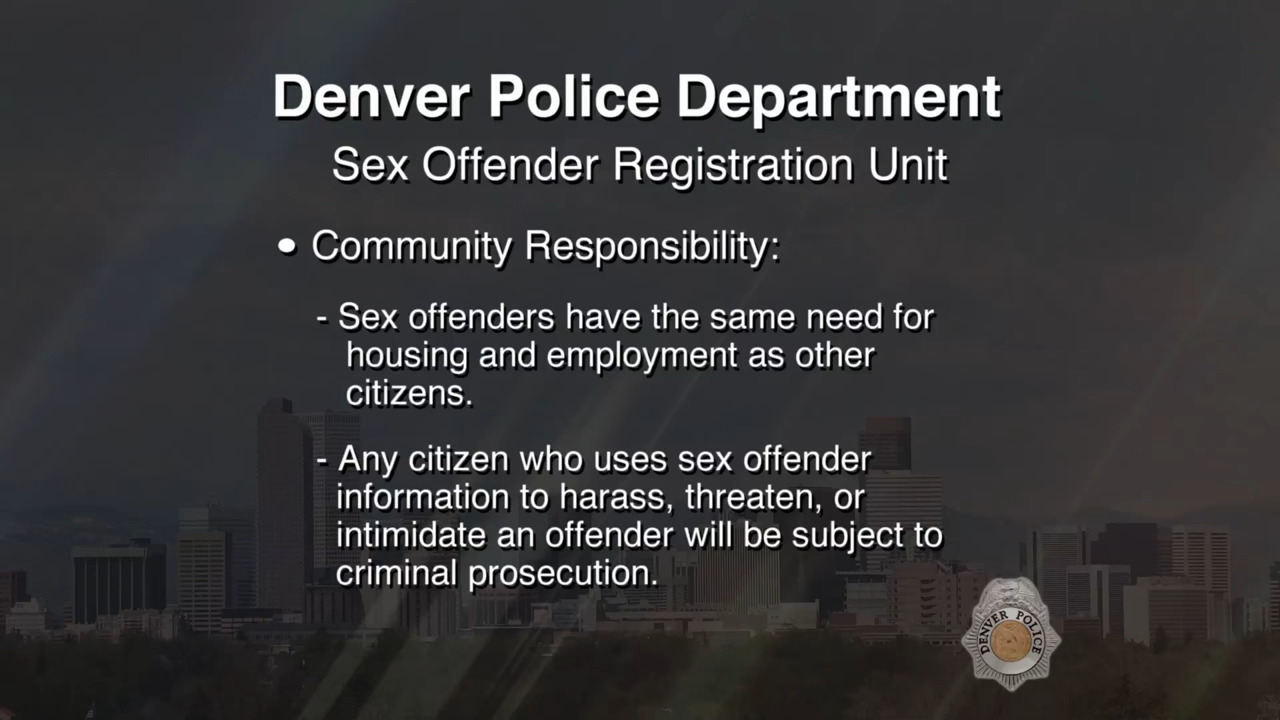 Denver Police Department
Sex Offender Registration Unit
• Community Responsibility:
- Sex offenders have the same need for
housing and employment as other
citizens.
- Any citizen who uses sex offender
information to harass, threaten, or
intimidate an offender will be subject to
criminal prosecution.
DENVER POLICE